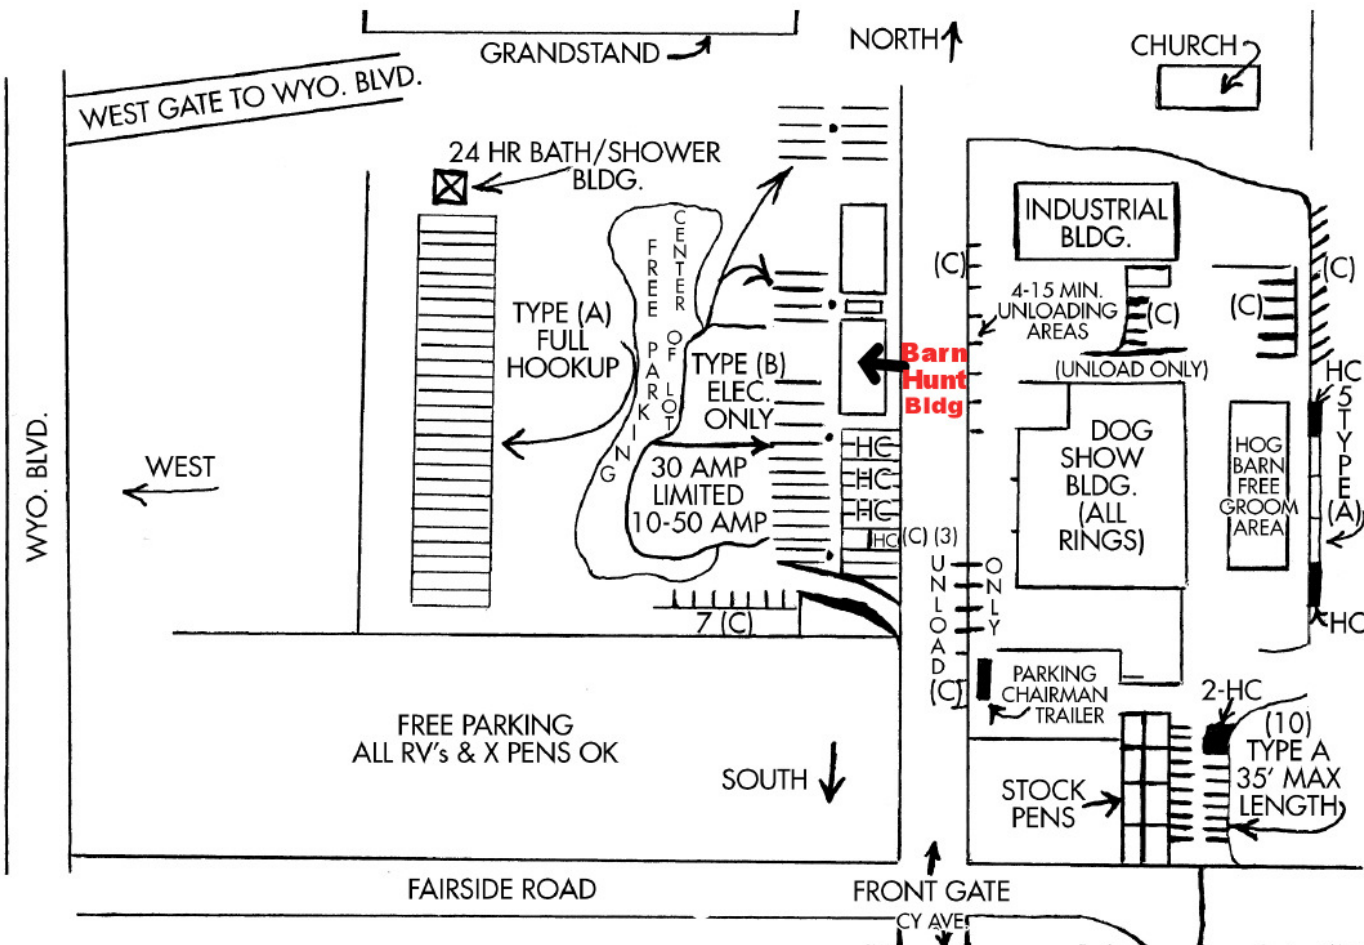 GRANDSTAND
NORTH
CHURCH
WEST GATE TO WYO. BLVD.
24 HR BATH/SHOWER
BLDG.
INDUSTRIAL
BLDG.
CENTER OF LOT
FREE PARKING
(C)
(C)
4-15 MIN.
UNLOADING
AREAS
(C)
(C)
(UNLOAD ONLY)
TYPE (A)
FULL
HOOKUP
TYPE (B)
ELEC.
ONLY
Barn
Hunt
Bldg
HC
5 TYPE (A)
WYO. BLVD.
WEST
30 AMP
LIMITED
10-50 AMP
HC
HC
HC
HC
(C) (3)
UNLOAD
ONLY
(C)
DOG
SHOW
BLDG.
(ALL
RINGS)
HOG
BARN
FREE
GROOM
AREA
HC
7 (C)
PARKING
CHAIRMAN
TRAILER
2-HC
(10)
TYPE A
35' MAX
LENGTH
FREE PARKING
ALL RV's & X PENS OK
SOUTH
STOCK
PENS
FAIRSIDE ROAD
FRONT GATE
CY AVE.